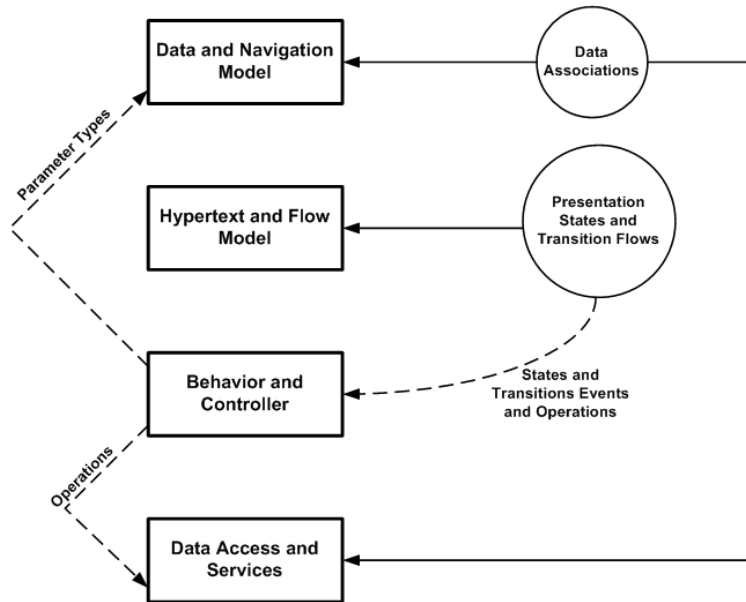 Data and Navigation
Model
Data
Associations
Parameter Types
Hypertext and Flow
Model
Presentation
States and
Transition Flows
Behavior and
Controller
States and
Transitions Events
and Operations
Operations
Data Access and
Services